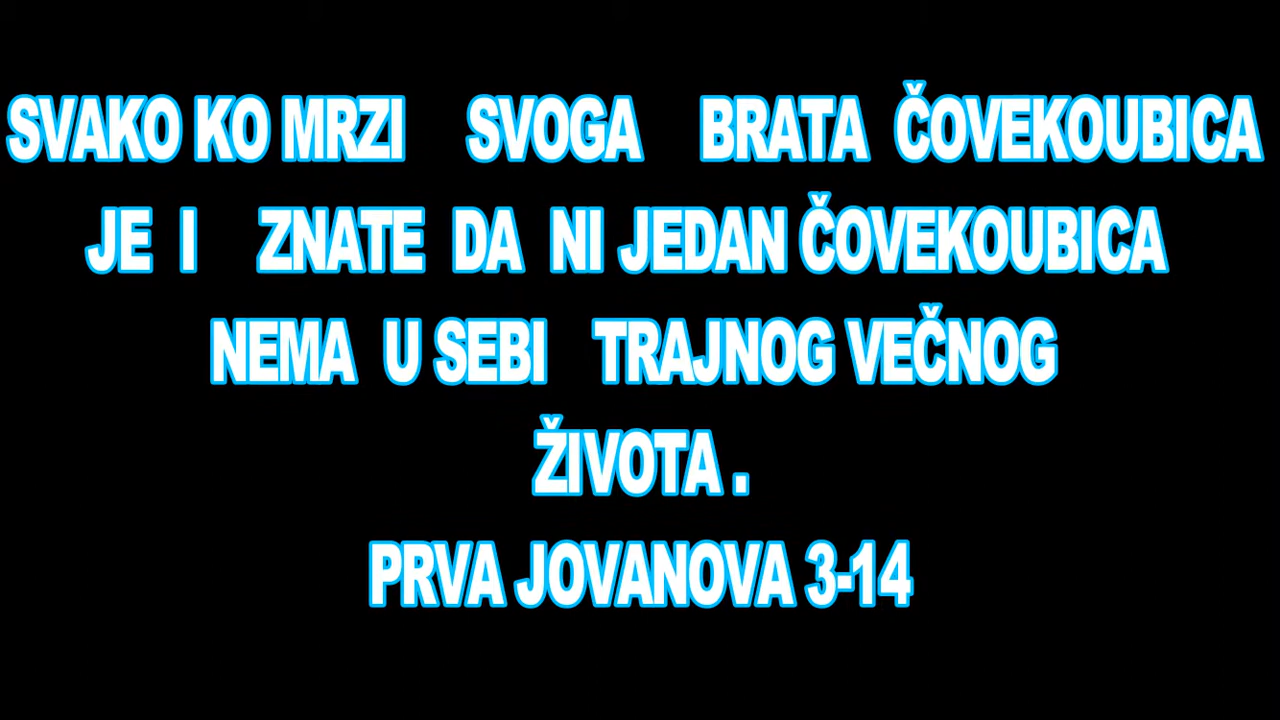 SVAKO KO MRZI SVOGA BRATA ČOVEKOUBICA
JE I ZNATE DA NI JEDAN ČOVEKOUBICA
NEMA U SEBI TRAJNOG VEČNOG
ŽIVOTA .
PRVA JOVANOVA 3-14